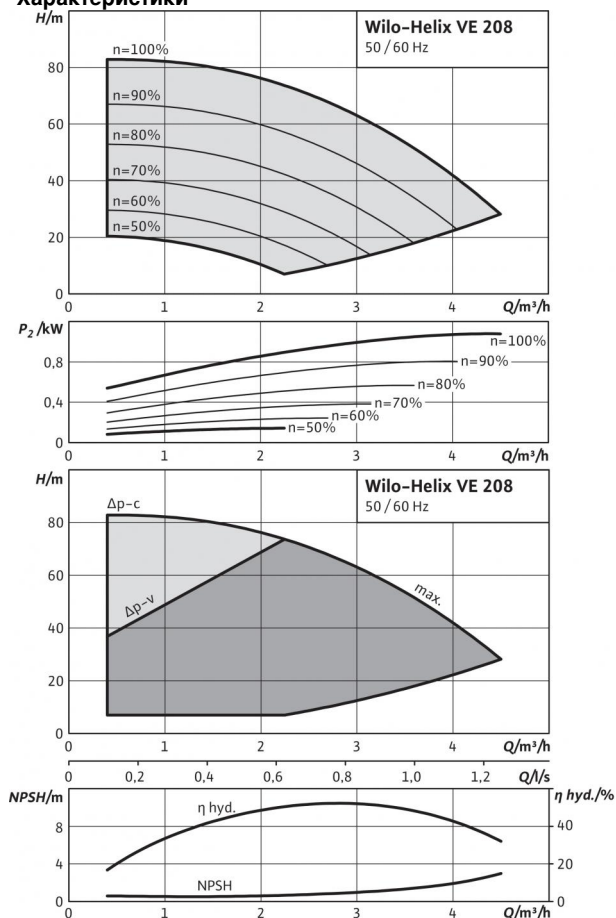 Характеристики
H/m
Wilo-Helix VE 208
50 / 60 Hz
n=100%
80
n=90%
60
n=80%
40
n=70%
n=60%
20
n=50%
0
0 1 2 3 4 Q/m³/h
P₂ /kW
n=100%
0,8
n=90%
n=80%
0,4
n=70%
n=60%
n=50%
0
0 1 2 3 4 Q/m³/h
H/m
Wilo-Helix VE 208
50 / 60 Hz
Δp-c
80
60
max.
Δp-v
40
20
0
0 1 2 3 4 Q/m³/h
0 0,2 0,4 0,6 0,8 1,0 1,2 Q/l/s
NPSH/m
η hyd./%
η hyd.
8
40
4
20
NPSH
0
0
0 1 2 3 4 Q/m³/h